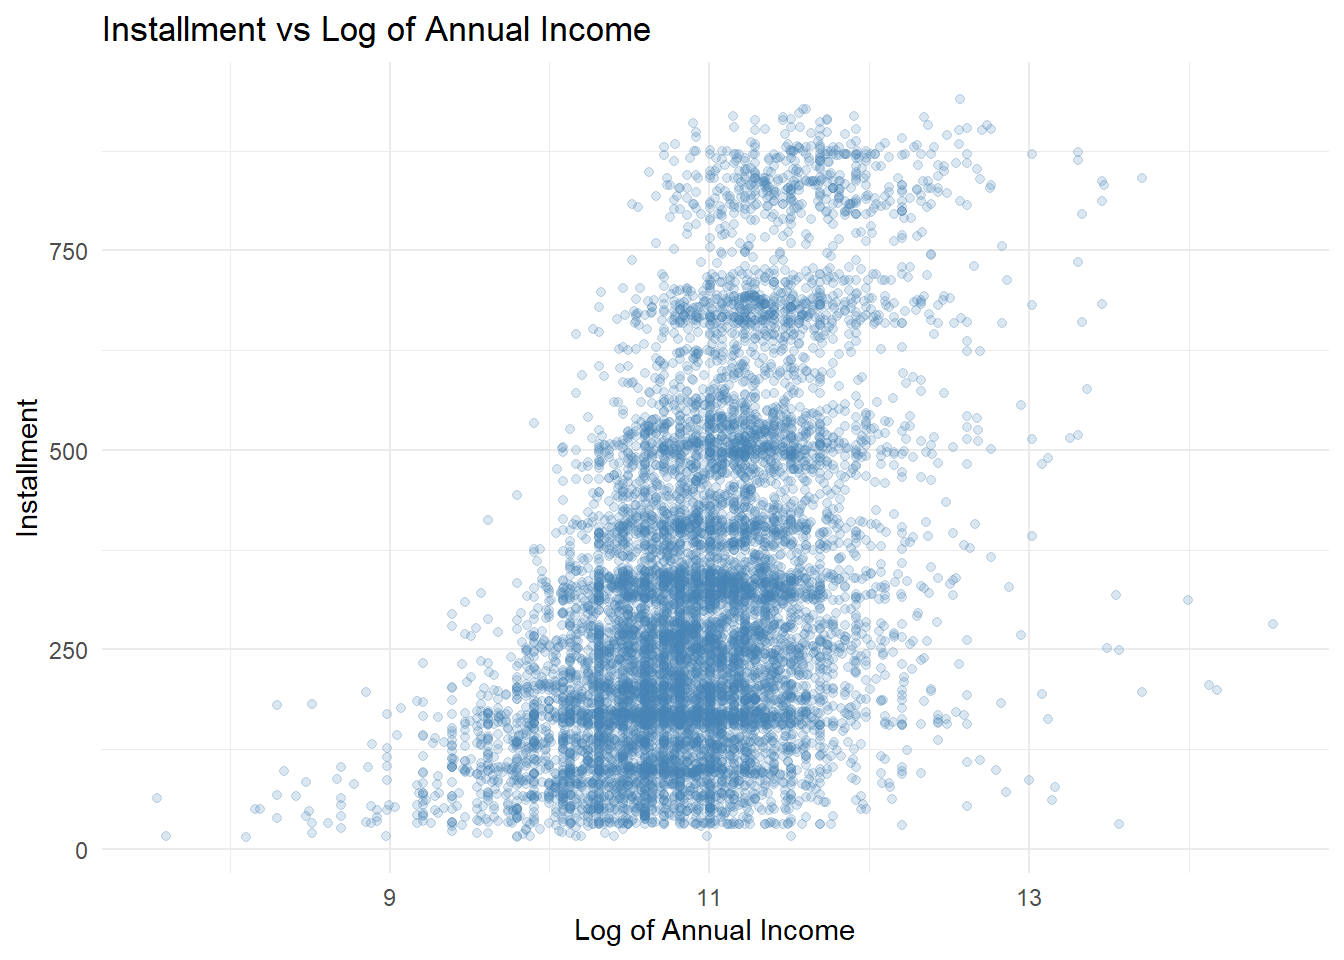 Installment vs Log of Annual Income
750
500
250
0
Installment
9 11 13
Log of Annual Income